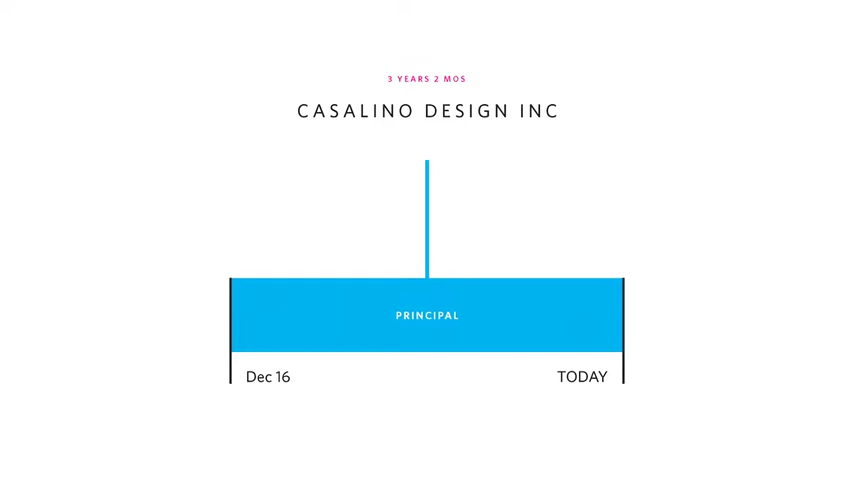 3 YEARS 2 MOS
CASALINO DESIGN INC
PRINCIPAL
Dec 16
TODAY